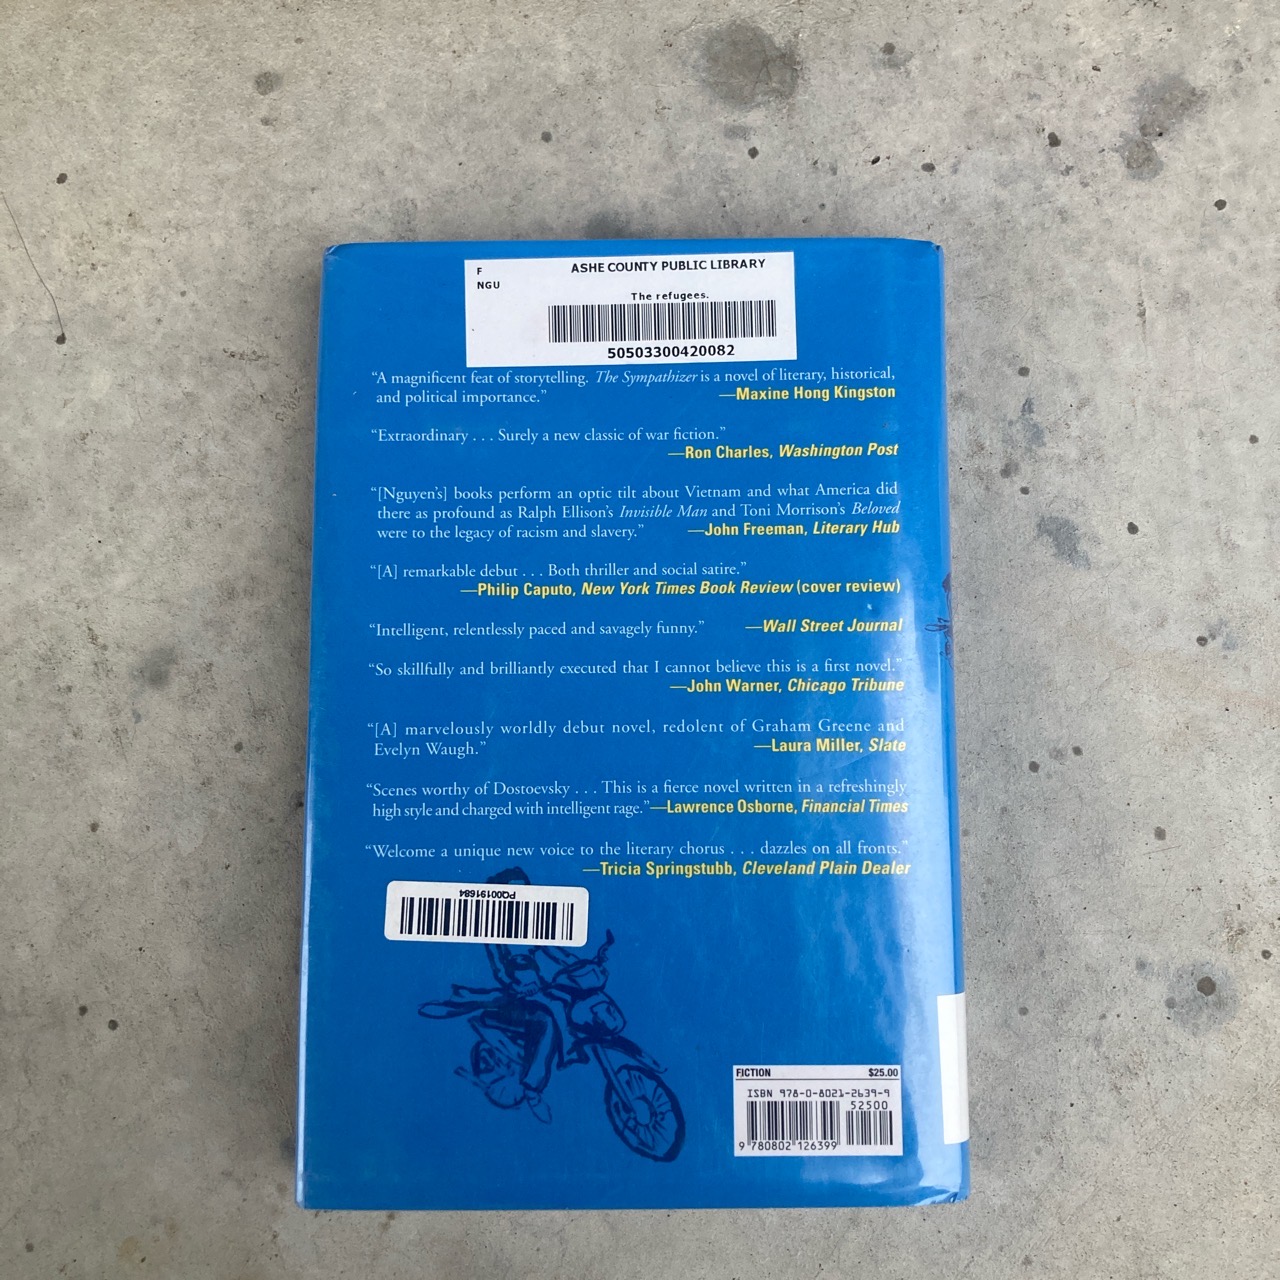 F
NGU
ASHE COUNTY PUBLIC LIBRARY
The refugees.
50503300420082
“A magnificent feat of storytelling. The Sympathizer is a novel of literary, historical,
and political importance.” —Maxine Hong Kingston
“Extraordinary . . . Surely a new classic of war fiction.”
—Ron Charles, Washington Post
“[Nguyen’s] books perform an optic tilt about Vietnam and what America did
there as profound as Ralph Ellison’s Invisible Man and Toni Morrison’s Beloved
were to the legacy of racism and slavery.” —John Freeman, Literary Hub
“[A] remarkable debut . . . Both thriller and social satire.”
—Philip Caputo, New York Times Book Review (cover review)
“Intelligent, relentlessly paced and savagely funny.” —Wall Street Journal
“So skillfully and brilliantly executed that I cannot believe this is a first novel.”
—John Warner, Chicago Tribune
“[A] marvelously worldly debut novel, redolent of Graham Greene and
Evelyn Waugh.” —Laura Miller, Slate
“Scenes worthy of Dostoevsky . . . This is a fierce novel written in a refreshingly
high style and charged with intelligent rage.”—Lawrence Osborne, Financial Times
“Welcome a unique new voice to the literary chorus . . . dazzles on all fronts.”
—Tricia Springstubb, Cleveland Plain Dealer
PQ00191684
FICTION $25.00
ISBN 978-0-8021-2639-9
52500
9 780802 126399